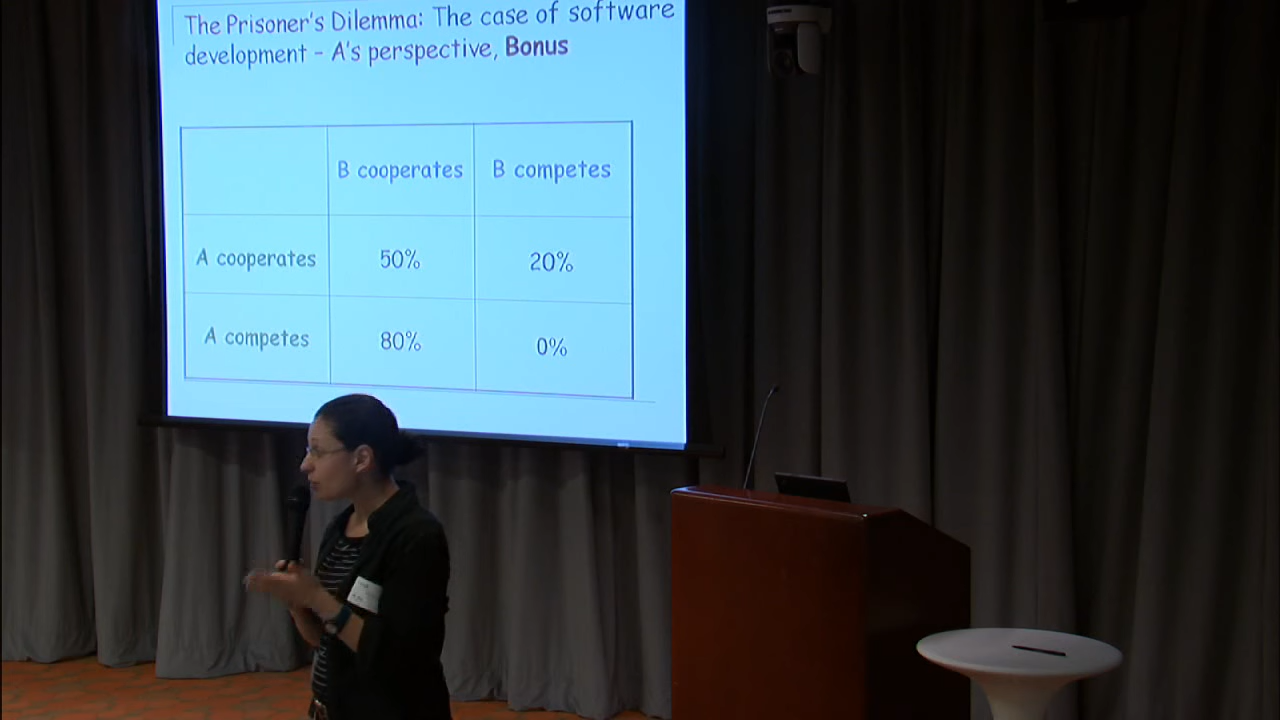 The Prisoner's Dilemma: The case of software
development - A's perspective, Bonus
B cooperates B competes
A cooperates 50% 20%
A competes 80% 0%